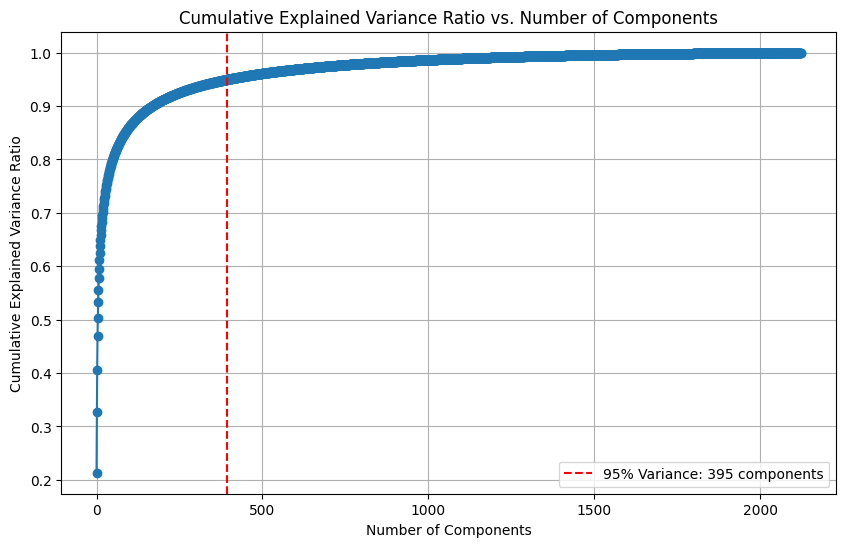 Cumulative Explained Variance Ratio vs. Number of Components
Cumulative Explained Variance Ratio
1.0
0.9
0.8
0.7
0.6
0.5
0.4
0.3
0.2
95% Variance: 395 components
0 500 1000 1500 2000
Number of Components